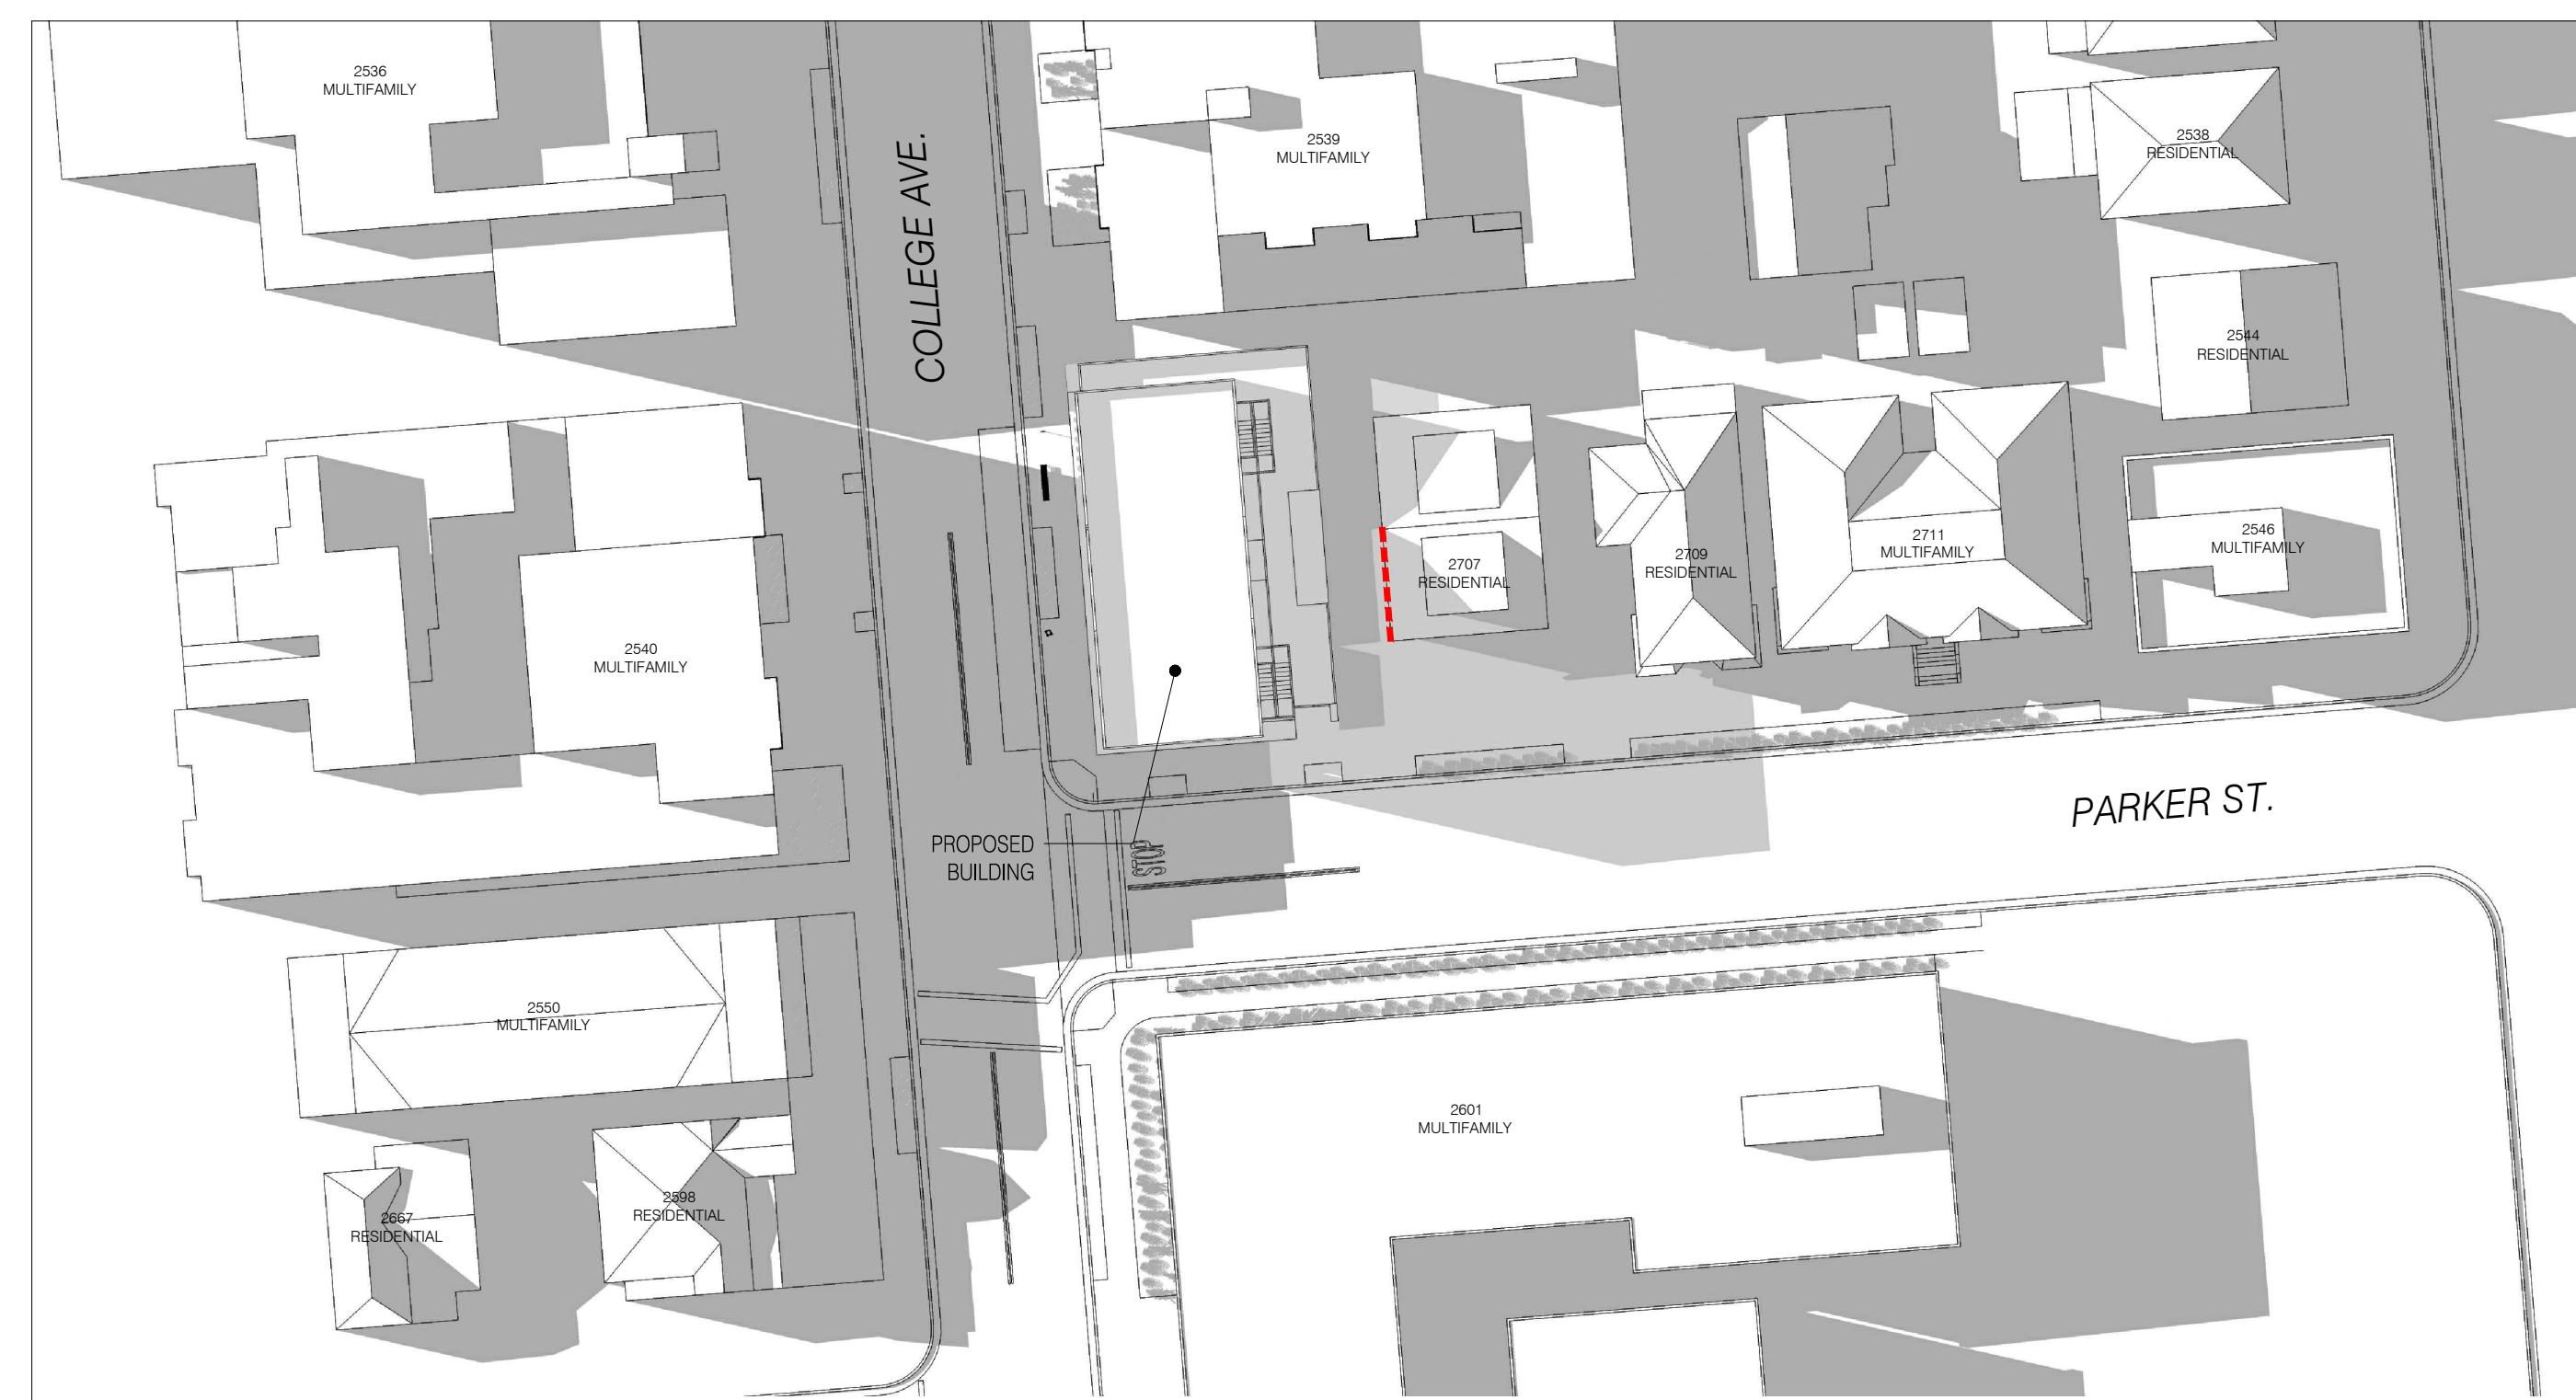 2536
MULTIFAMILY
2539
MULTIFAMILY
2538
RESIDENTIAL
COLLEGE AVE.
2544
RESIDENTIAL
2540
MULTIFAMILY
2707
RESIDENTIAL
2709
RESIDENTIAL
2711
MULTIFAMILY
2546
MULTIFAMILY
PARKER ST.
PROPOSED
BUILDING
STOP
2550
MULTIFAMILY
2601
MULTIFAMILY
2667
RESIDENTIAL
2598
RESIDENTIAL